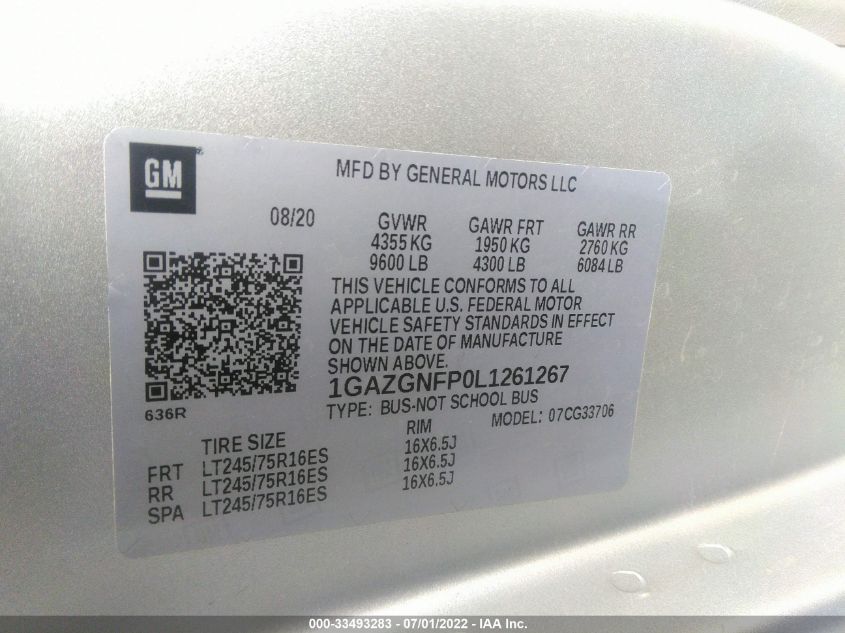 GM
MFD BY GENERAL MOTORS LLC
08/20 GVWR GAWR FRT GAWR RR
4355 KG 1950 KG 2760 KG
9600 LB 4300 LB 6084 LB
THIS VEHICLE CONFORMS TO ALL
APPLICABLE U.S. FEDERAL MOTOR
VEHICLE SAFETY STANDARDS IN EFFECT
ON THE DATE OF MANUFACTURE
SHOWN ABOVE.
1GAZGNFP0L1261267
636R
TYPE: BUS-NOT SCHOOL BUS
MODEL: 07CG33706
TIRE SIZE RIM
FRT LT245/75R16ES 16X6.5J
RR LT245/75R16ES 16X6.5J
SPA LT245/75R16ES 16X6.5J
000-33493283 - 07/01/2022 - IAA Inc.